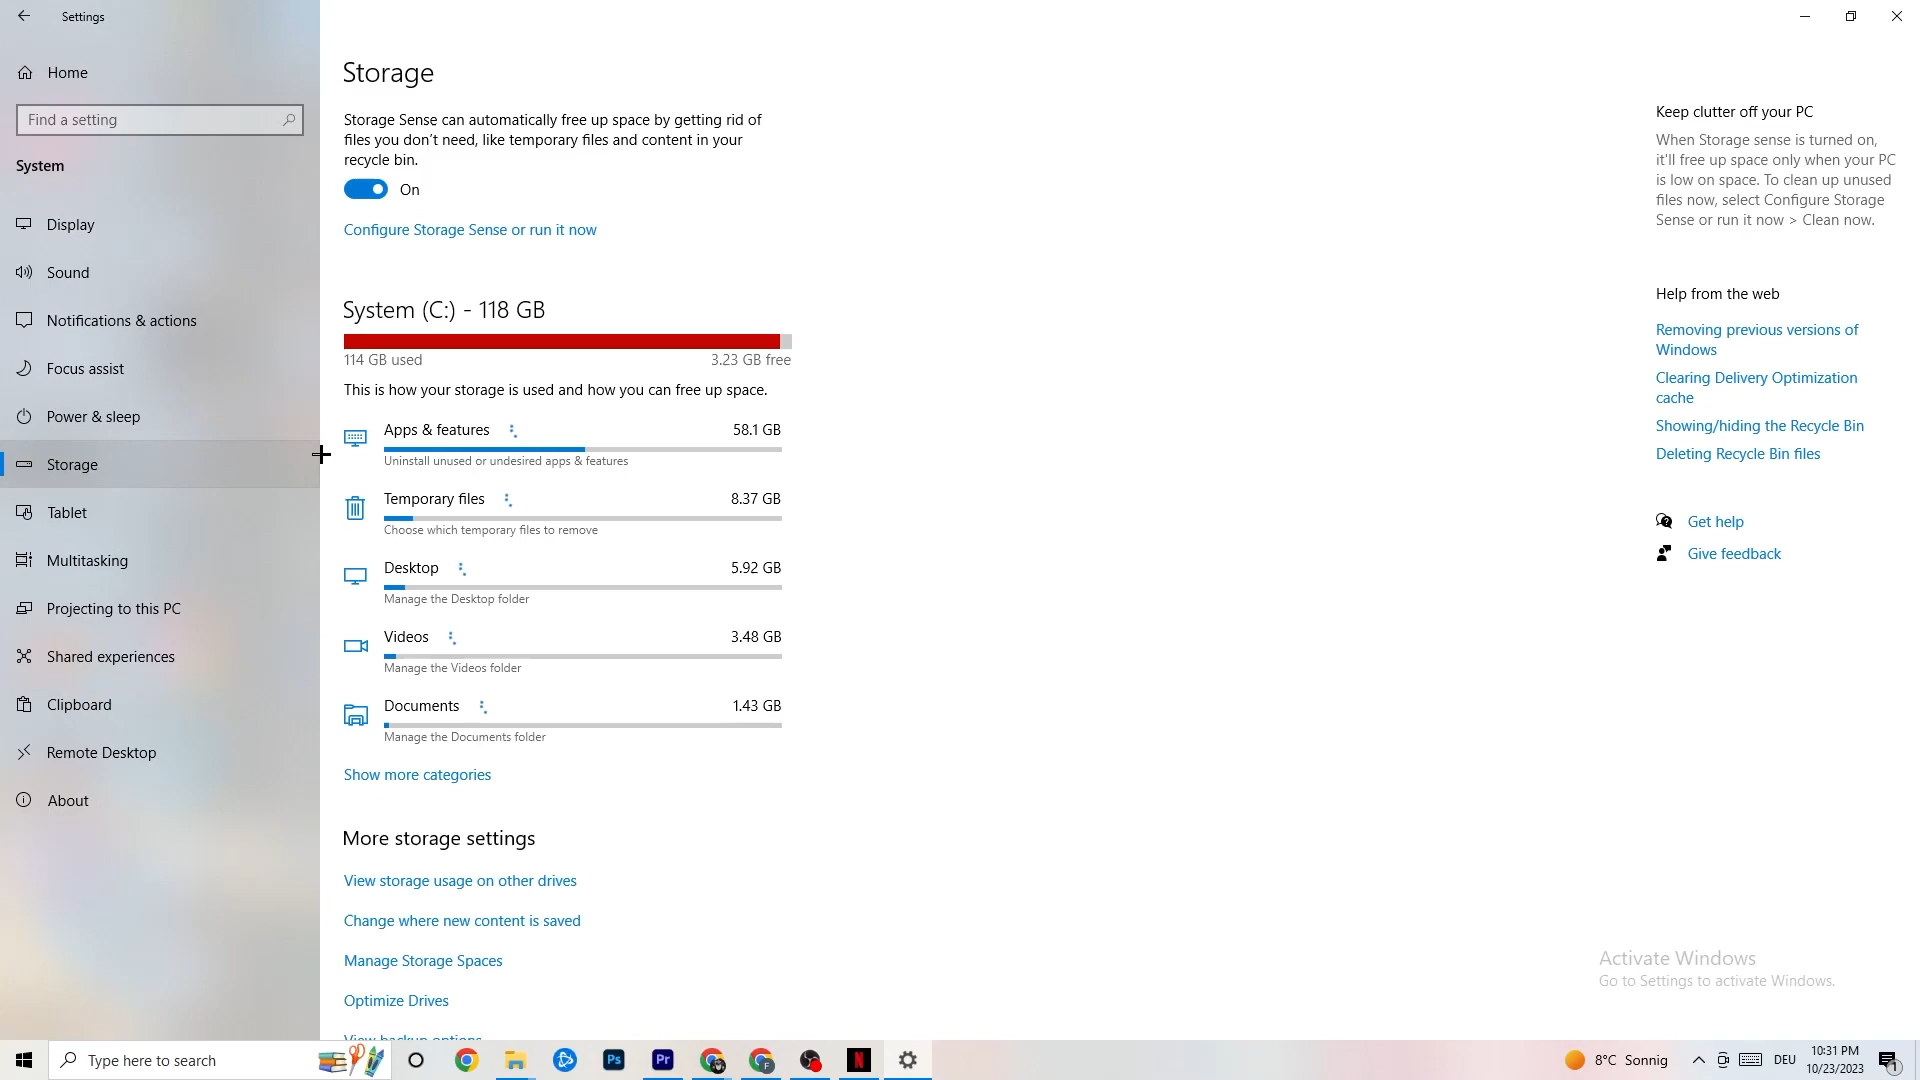 Settings
Home
Find a setting
System
Display
Sound
Notifications & actions
Focus assist
Power & sleep
Storage
Tablet
Multitasking
Projecting to this PC
Shared experiences
Clipboard
Remote Desktop
About
Storage
Storage Sense can automatically free up space by getting rid of
files you don't need, like temporary files and content in your
recycle bin.
On
Configure Storage Sense or run it now
System (C:) - 118 GB
114 GB used 3.23 GB free
This is how your storage is used and how you can free up space.
Apps & features 58.1 GB
Uninstall unused or undesired apps & features
Temporary files 8.37 GB
Choose which temporary files to remove
Desktop 5.92 GB
Manage the Desktop folder
Videos 3.48 GB
Manage the Videos folder
Documents 1.43 GB
Manage the Documents folder
Show more categories
More storage settings
View storage usage on other drives
Change where new content is saved
Manage Storage Spaces
Optimize Drives
View backup options
Keep clutter off your PC
When Storage sense is turned on,
it'll free up space only when your PC
is low on space. To clean up unused
files now, select Configure Storage
Sense or run it now > Clean now.
Help from the web
Removing previous versions of
Windows
Clearing Delivery Optimization
cache
Showing/hiding the Recycle Bin
Deleting Recycle Bin files
Get help
Give feedback
Activate Windows
Go to Settings to activate Windows.
Type here to search
Ps
Pr
F
N
8°C Sonnig
DEU
10:31 PM
10/23/2023
1